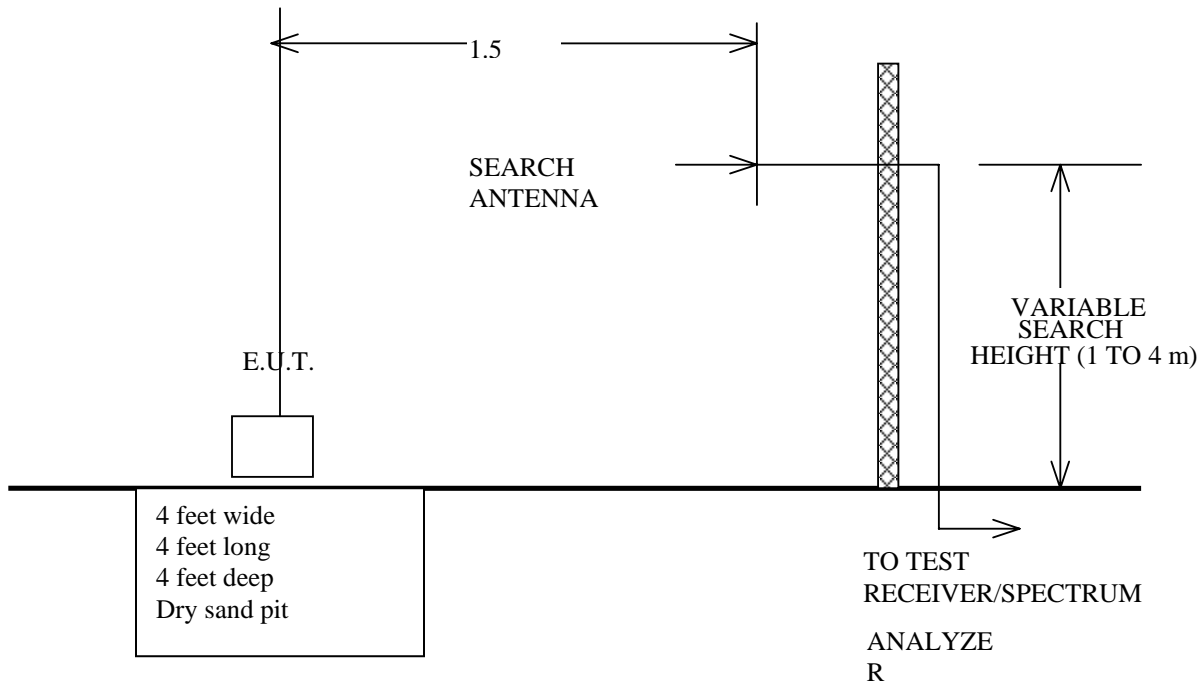 1.5
SEARCH
ANTENNA
VARIABLE
SEARCH
HEIGHT (1 TO 4 m)
E.U.T.
4 feet wide
4 feet long
4 feet deep
Dry sand pit
TO TEST
RECEIVER/SPECTRUM
ANALYZE
R